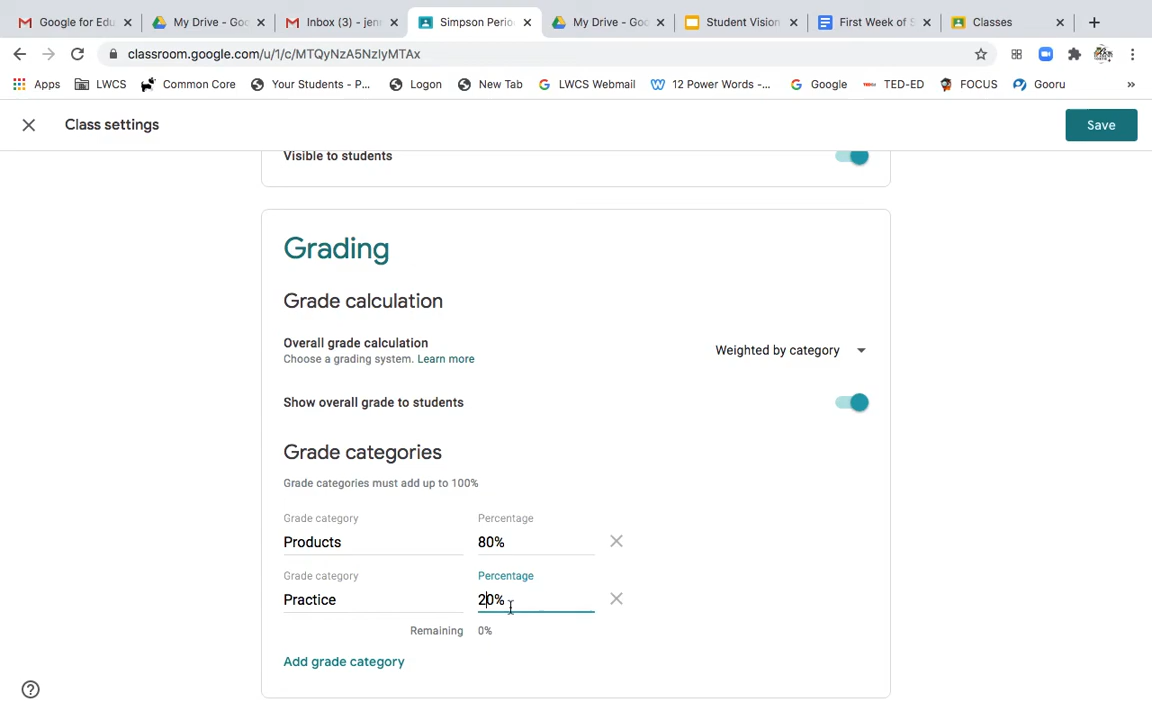 Google for Edu
My Drive - Goo
Inbox (3) - jenn
Simpson Perio
My Drive - Goo
Student Vision
First Week of S
Classes
classroom.google.com/u/1/c/MTQyNzA5NzIyMTAx
Apps
LWCS
Common Core
Your Students - P...
Logon
New Tab
LWCS Webmail
12 Power Words -...
Google
TED-ED
FOCUS
Gooru
»
Class settings
Save
Visible to students
Grading
Grade calculation
Overall grade calculation
Choose a grading system. Learn more
Weighted by category
Show overall grade to students
Grade categories
Grade categories must add up to 100%
Grade category Percentage
Products 80%
Grade category Percentage
Practice 20%
Remaining 0%
Add grade category